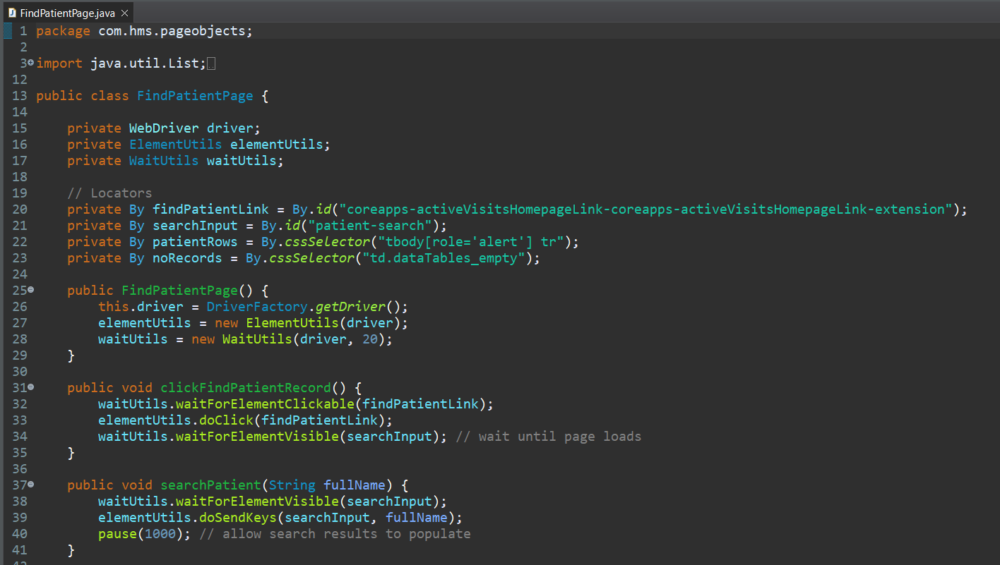 FindPatientPage.java
1 package com.hms.pageobjects;
2
3 import java.util.List;
12
13 public class FindPatientPage {
14
15     private WebDriver driver;
16     private ElementUtils elementUtils;
17     private WaitUtils waitUtils;
18
19     // Locators
20     private By findPatientLink = By.id("coreapps-activeVisitsHomepageLink-coreapps-activeVisitsHomepageLink-extension");
21     private By searchInput = By.id("patient-search");
22     private By patientRows = By.cssSelector("tbody[role='alert'] tr");
23     private By noRecords = By.cssSelector("td.dataTables_empty");
24
25     public FindPatientPage() {
26         this.driver = DriverFactory.getDriver();
27         elementUtils = new ElementUtils(driver);
28         waitUtils = new WaitUtils(driver, 20);
29     }
30
31     public void clickFindPatientRecord() {
32         waitUtils.waitForElementClickable(findPatientLink);
33         elementUtils.doClick(findPatientLink);
34         waitUtils.waitForElementVisible(searchInput); // wait until page loads
35     }
36
37     public void searchPatient(String fullName) {
38         waitUtils.waitForElementVisible(searchInput);
39         elementUtils.doSendKeys(searchInput, fullName);
40         pause(1000); // allow search results to populate
41     }